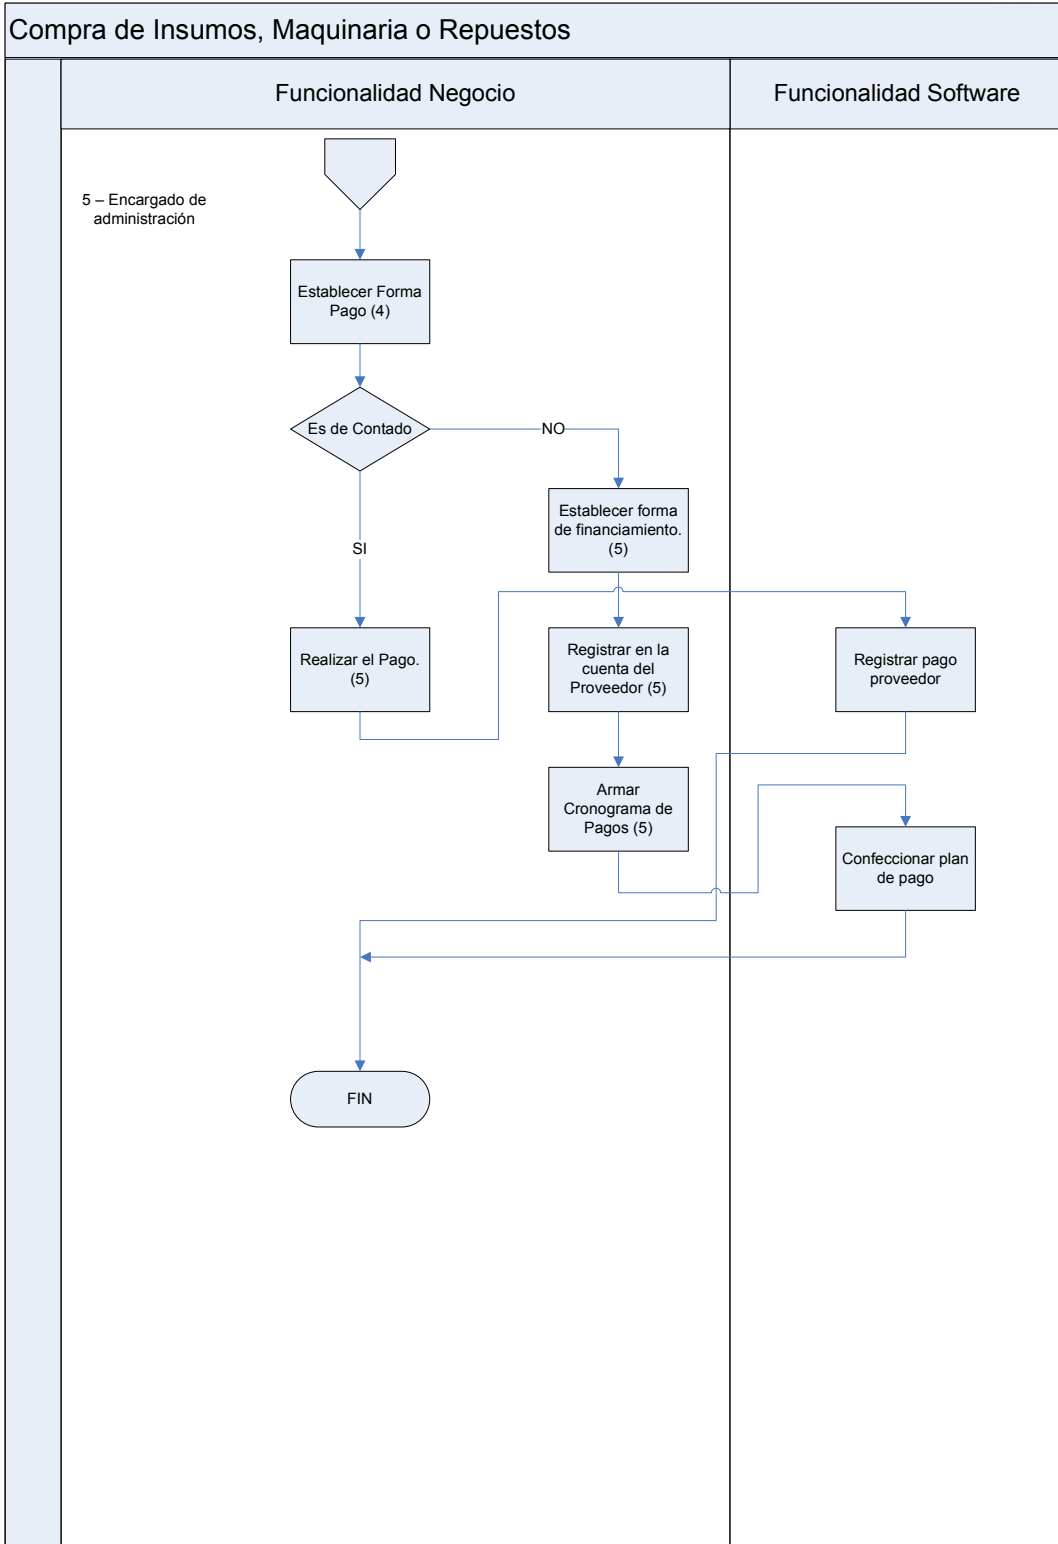 Compra de Insumos, Maquinaria o Repuestos
Funcionalidad Negocio
Funcionalidad Software
5 – Encargado de
administración
Establecer Forma
Pago (4)
Es de Contado
NO
Establecer forma
de financiamiento.
(5)
SI
Realizar el Pago.
(5)
Registrar en la
cuenta del
Proveedor (5)
Registrar pago
proveedor
Armar
Cronograma de
Pagos (5)
Confeccionar plan
de pago
FIN